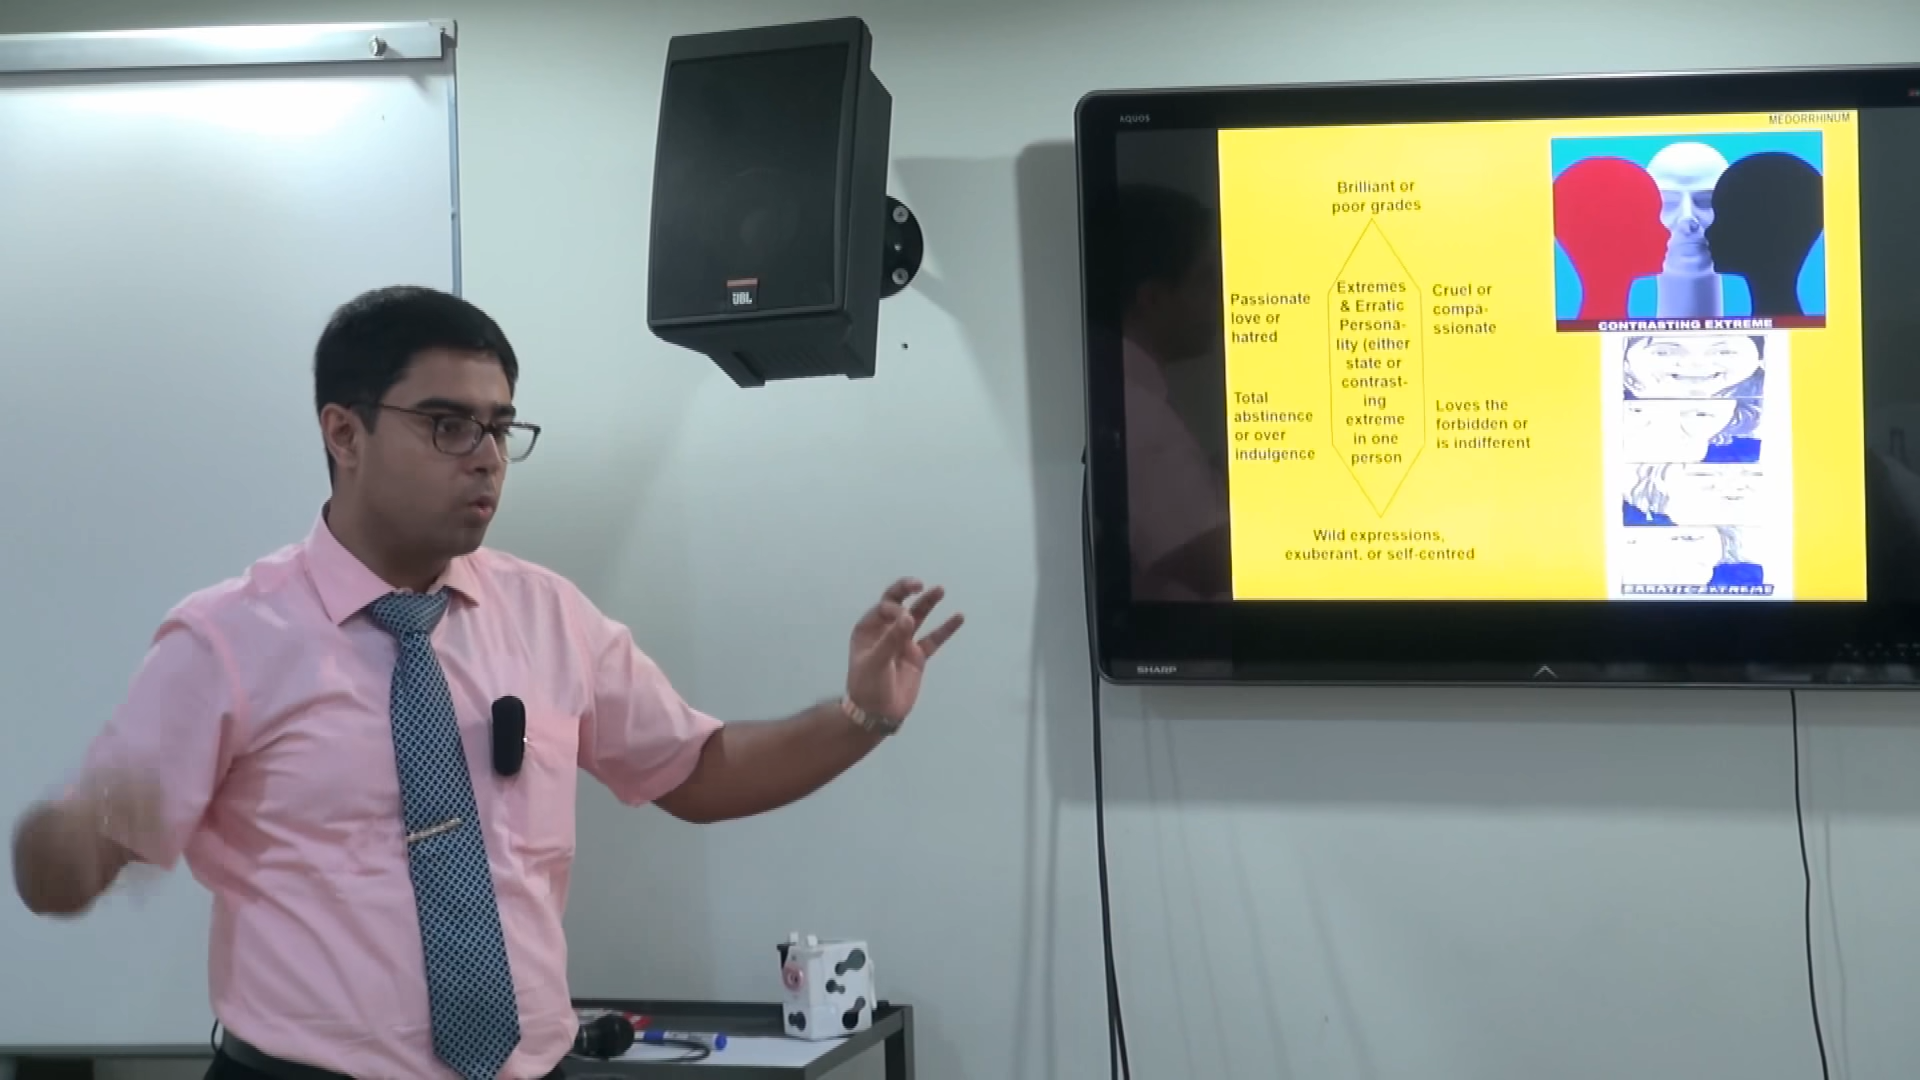 JBL
AQUOS
MEDORRHINUM
Brilliant or
poor grades
Passionate
love or
hatred
Extremes
& Erratic
Persona-
lity (either
state or
contrast-
ing
extreme
in one
person
Cruel or
compa-
ssionate
Total
abstinence
or over
indulgence
Loves the
forbidden or
is indifferent
Wild expressions,
exuberant, or self-centred
CONTRASTING EXTREME
ERRATIC EXTREME
SHARP